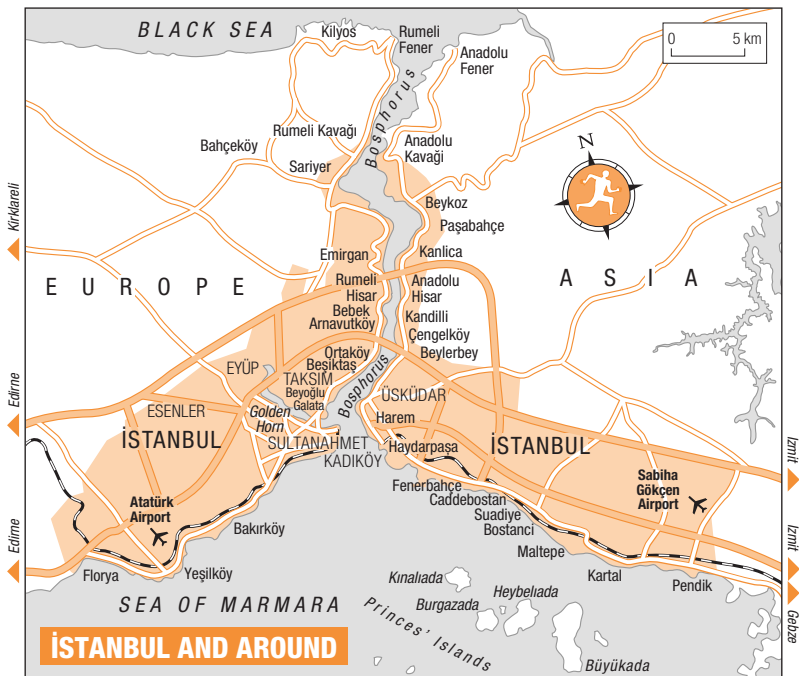 BLACK SEA
Kilyos
Rumeli
Fener
Anadolu
Fener
0 5 km
Bosphorus
Rumeli Kavağı
Bahçeköy
Sariyer
Anadolu
Kavaği
N
Beykoz
Paşabahçe
Kirklareli
Emirgan
Kanlica
EUROPE
ASIA
Rumeli
Hisar
Anadolu
Hisar
Bebek
Arnavutköy
Kandilli
Çengelköy
Ortaköy
Beylerbey
Beşiktaş
EYÜP
TAKSIM
Beyoğlu
Galata
Bosphorus
ÜSKÜDAR
Edirne
ESENLER
Golden
Horn
Harem
İSTANBUL
SULTANAHMET
KADIKÖY
Haydarpaşa
İSTANBUL
Izmit
Fenerbahçe
Caddebostan
Suadiye
Bostanci
Sabiha
Gökçen
Airport
Atatürk
Airport
Bakırköy
Edirne
Maltepe
Izmit
Florya
Yeşilköy
Kartal
Pendik
Kınalıada
Heybelıada
Burgazada
Gebze
SEA OF MARMARA
Princes' Islands
Büyükada
İSTANBUL AND AROUND